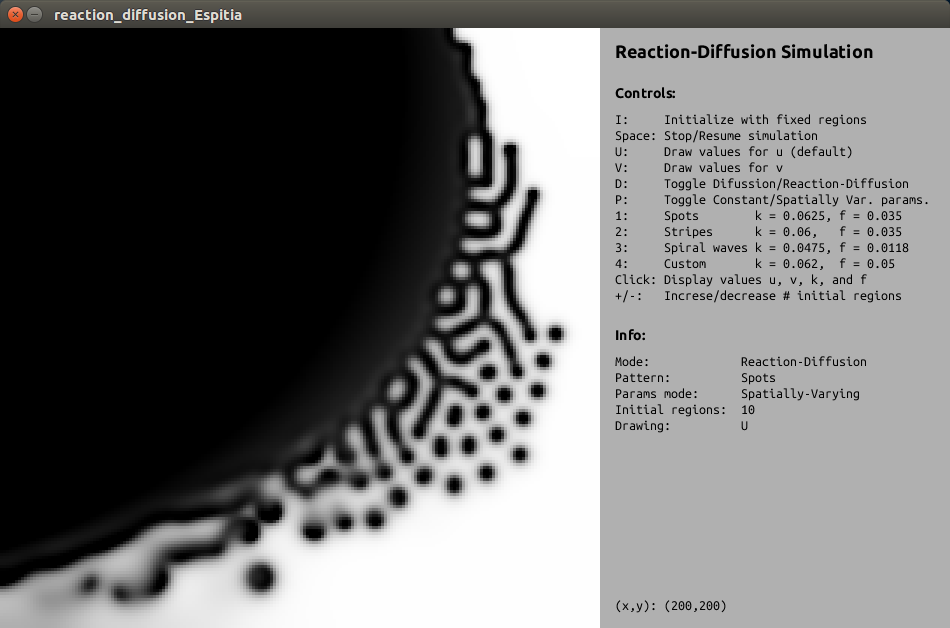 reaction_diffusion_Espitia
Reaction-Diffusion Simulation
Controls:
I: Initialize with fixed regions
Space: Stop/Resume simulation
U: Draw values for u (default)
V: Draw values for v
D: Toggle Difussion/Reaction-Diffusion
P: Toggle Constant/Spatially Var. params.
1: Spots k = 0.0625, f = 0.035
2: Stripes k = 0.06, f = 0.035
3: Spiral waves k = 0.0475, f = 0.0118
4: Custom k = 0.062, f = 0.05
Click: Display values u, v, k, and f
+/-: Increse/decrease # initial regions
Info:
Mode: Reaction-Diffusion
Pattern: Spots
Params mode: Spatially-Varying
Initial regions: 10
Drawing: U
(x,y): (200,200)